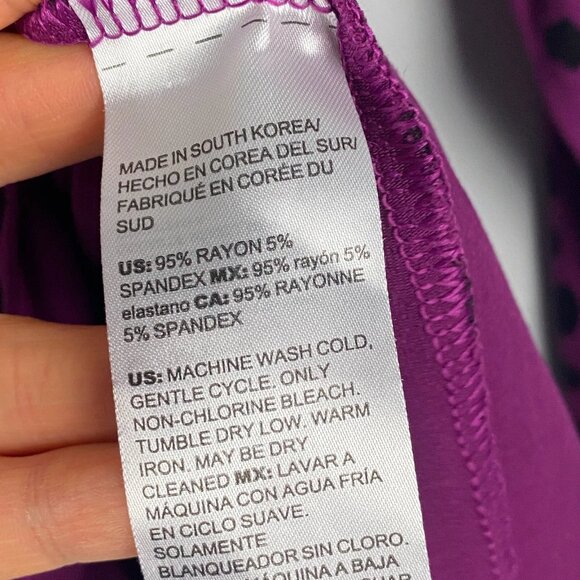 MADE IN SOUTH KOREA/
HECHO EN COREA DEL SUR/
FABRIQUÉ EN CORÉE DU
SUD
US: 95% RAYON 5%
SPANDEX MX: 95% rayón 5%
elastano CA: 95% RAYONNE
5% SPANDEX
US: MACHINE WASH COLD,
GENTLE CYCLE. ONLY
NON-CHLORINE BLEACH.
TUMBLE DRY LOW. WARM
IRON. MAY BE DRY
CLEANED MX: LAVAR A
MÁQUINA CON AGUA FRÍA
EN CICLO SUAVE.
SOLAMENTE
BLANQUEADOR SIN CLORO.
MÁQUINA A BAJA